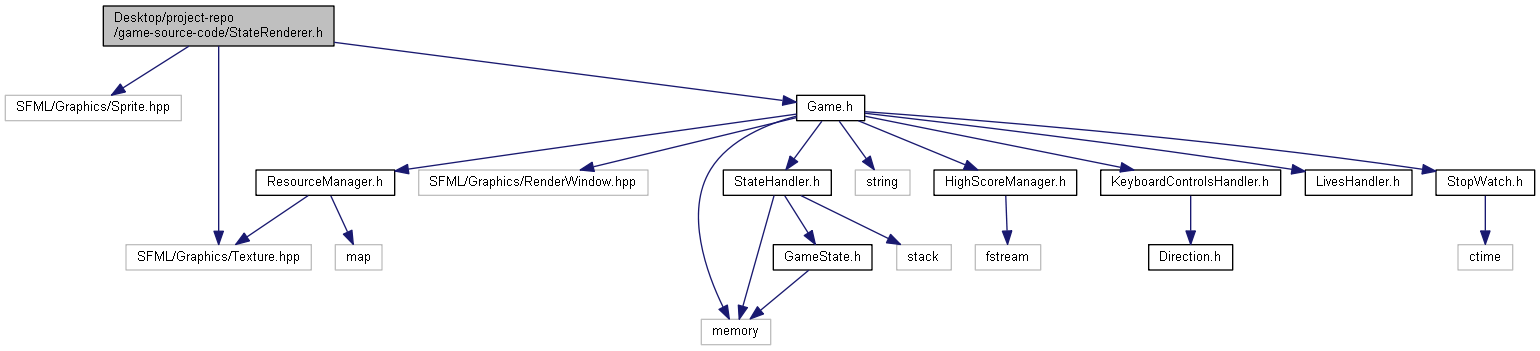 Desktop/project-repo
/game-source-code/StateRenderer.h
SFML/Graphics/Sprite.hpp
Game.h
ResourceManager.h
SFML/Graphics/RenderWindow.hpp
StateHandler.h
string
HighScoreManager.h
KeyboardControlsHandler.h
LivesHandler.h
StopWatch.h
SFML/Graphics/Texture.hpp
map
GameState.h
stack
fstream
Direction.h
ctime
memory